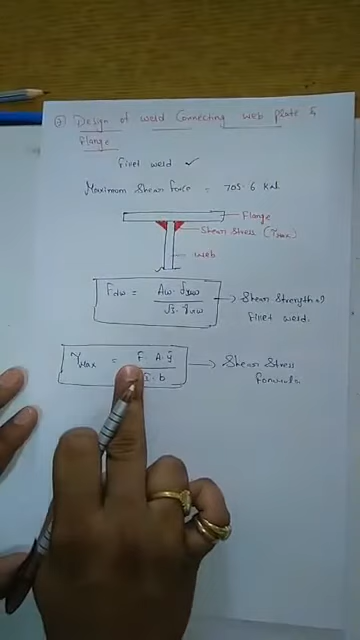 7) Design of weld Connecting web plate &
flange
fillet weld ✓
Maximum Shear force = 705.6 kN
Flange
Shear Stress (τmax)
web
Fdw = Aw · fuw / √3 · γmw → Shear Strength of
fillet weld.
τmax = F · A · ȳ / I · b → Shear Stress
formula.